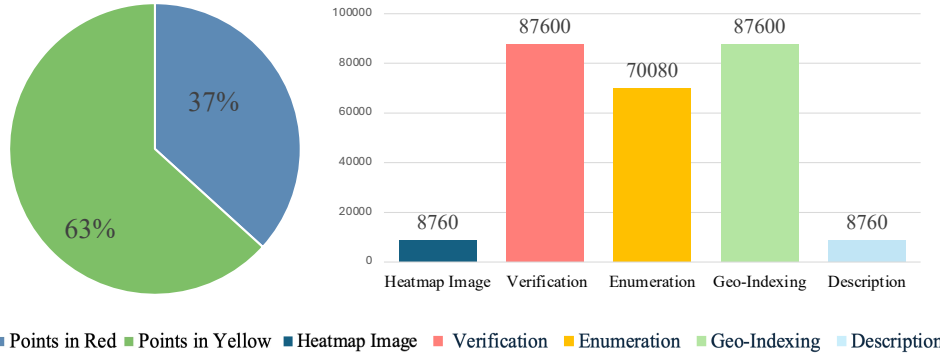 37%
63%
100000
80000
60000
40000
20000
0
8760
87600
70080
87600
8760
Heatmap Image
Verification
Enumeration
Geo-Indexing
Description
Points in Red
Points in Yellow
Heatmap Image
Verification
Enumeration
Geo-Indexing
Description